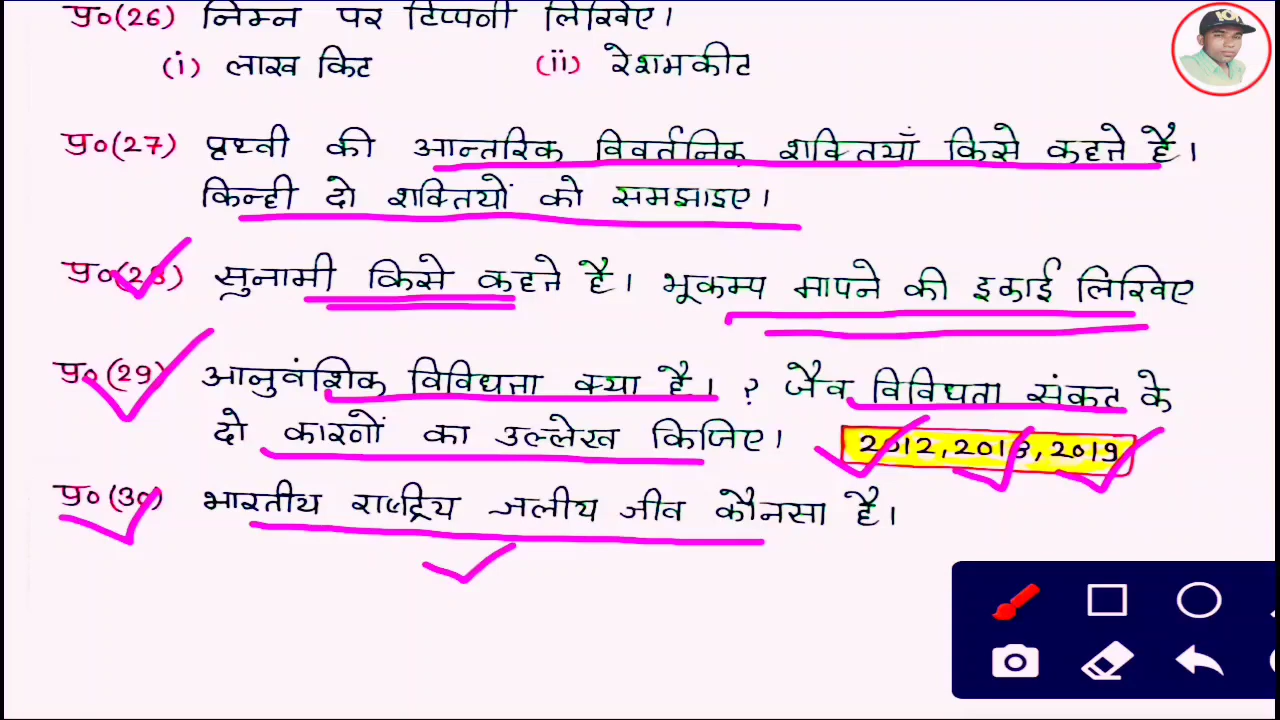 प्र०(26) निम्न पर टिप्पनी लिखिए।
(i) लाख किट (ii) रेशमकीट
प्र०(27) पृथ्वी की आन्तरिक विवर्तनिक शक्तियाँ किसे कहते है।
किन्ही दो शक्तियों को समझाइए।
प्र०(28) सुनामी किसे कहते है। भूकम्प मापने की इकाई लिखिए
प्र०(29) आनुवंशिक विविधता क्या है। ? जैव विविधता संकट के
दो कारणों का उल्लेख किजिए। 2012,2013,2019
प्र०(30) भारतीय राष्ट्रिय जलीय जीव कौनसा है।